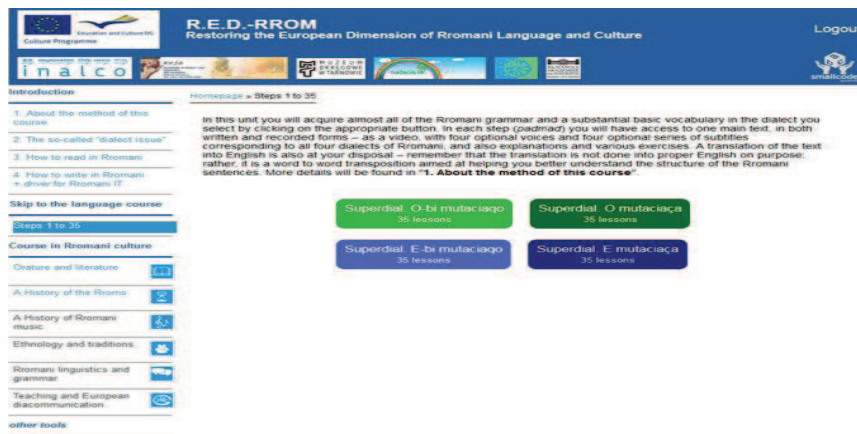 Education and Culture DG
Culture Programme
R.E.D.-RROM
Restoring the European Dimension of Rromani Language and Culture
Logou
inalco
MUZEUM
OKRĘGOWE
W TARNOWIE
smallcode
Introduction
1. About the method of this
course
2. The so-called "dialect issue"
3. How to read in Rromani
4. How to write in Rromani
+ driver for Rromani IT
Skip to the language course
Steps 1 to 35
Course in Rromani culture
Orature and literature
A History of the Rroms
A History of Rromani
music
Ethnology and traditions
Rromani linguistics and
grammar
Teaching and European
diacommunication
other tools
Homepage » Steps 1 to 35
In this unit you will acquire almost all of the Rromani grammar and a substantial basic vocabulary in the dialect you
select by clicking on the appropriate button. In each step (padmad) you will have access to one main text, in both
written and recorded forms – as a video, with four optional voices and four optional series of subtitles
corresponding to all four dialects of Rromani, and also explanations and various exercises. A translation of the text
into English is also at your disposal – remember that the translation is not done into proper English on purpose;
rather, it is a word to word transposition aimed at helping you better understand the structure of the Rromani
sentences. More details will be found in "1. About the method of this course".
Superdial. O-bi mutaciaqo
35 lessons
Superdial. O mutaciaça
35 lessons
Superdial. E-bi mutaciaqo
35 lessons
Superdial. E mutaciaça
35 lessons